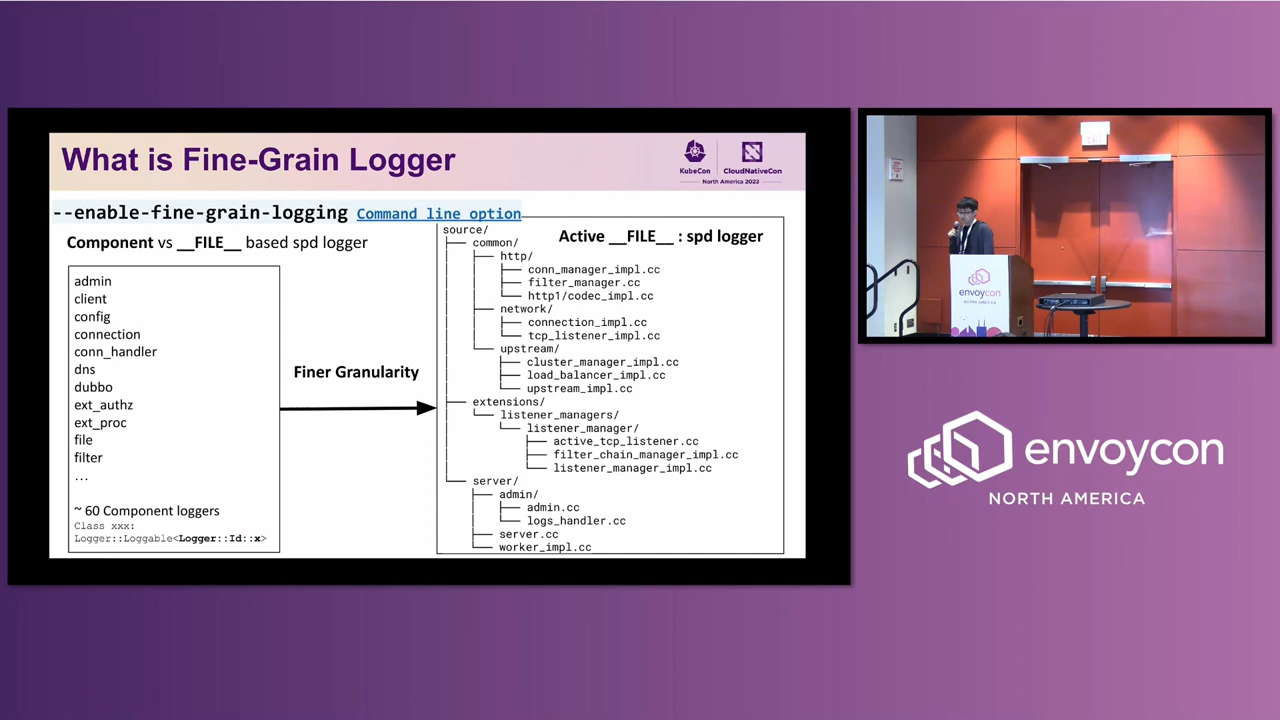 What is Fine-Grain Logger
KubeCon
CloudNativeCon
North America 2023
--enable-fine-grain-logging Command line option
Component vs __FILE__ based spd logger
admin
client
config
connection
conn_handler
dns
dubbo
ext_authz
ext_proc
file
filter
...
~ 60 Component loggers
Class xxx:
Logger::Loggable<Logger::Id::x>
Finer Granularity
Active __FILE__ : spd logger
source/
├── common/
│ ├── http/
│ │ ├── conn_manager_impl.cc
│ │ ├── filter_manager.cc
│ │ └── http1/codec_impl.cc
│ ├── network/
│ │ ├── connection_impl.cc
│ │ └── tcp_listener_impl.cc
│ └── upstream/
│ ├── cluster_manager_impl.cc
│ ├── load_balancer_impl.cc
│ └── upstream_impl.cc
├── extensions/
│ └── listener_managers/
│ └── listener_manager/
│ ├── active_tcp_listener.cc
│ ├── filter_chain_manager_impl.cc
│ └── listener_manager_impl.cc
└── server/
├── admin/
│ ├── admin.cc
│ └── logs_handler.cc
├── server.cc
└── worker_impl.cc
envoycon
NORTH AMERICA
envoycon
NORTH AMERICA